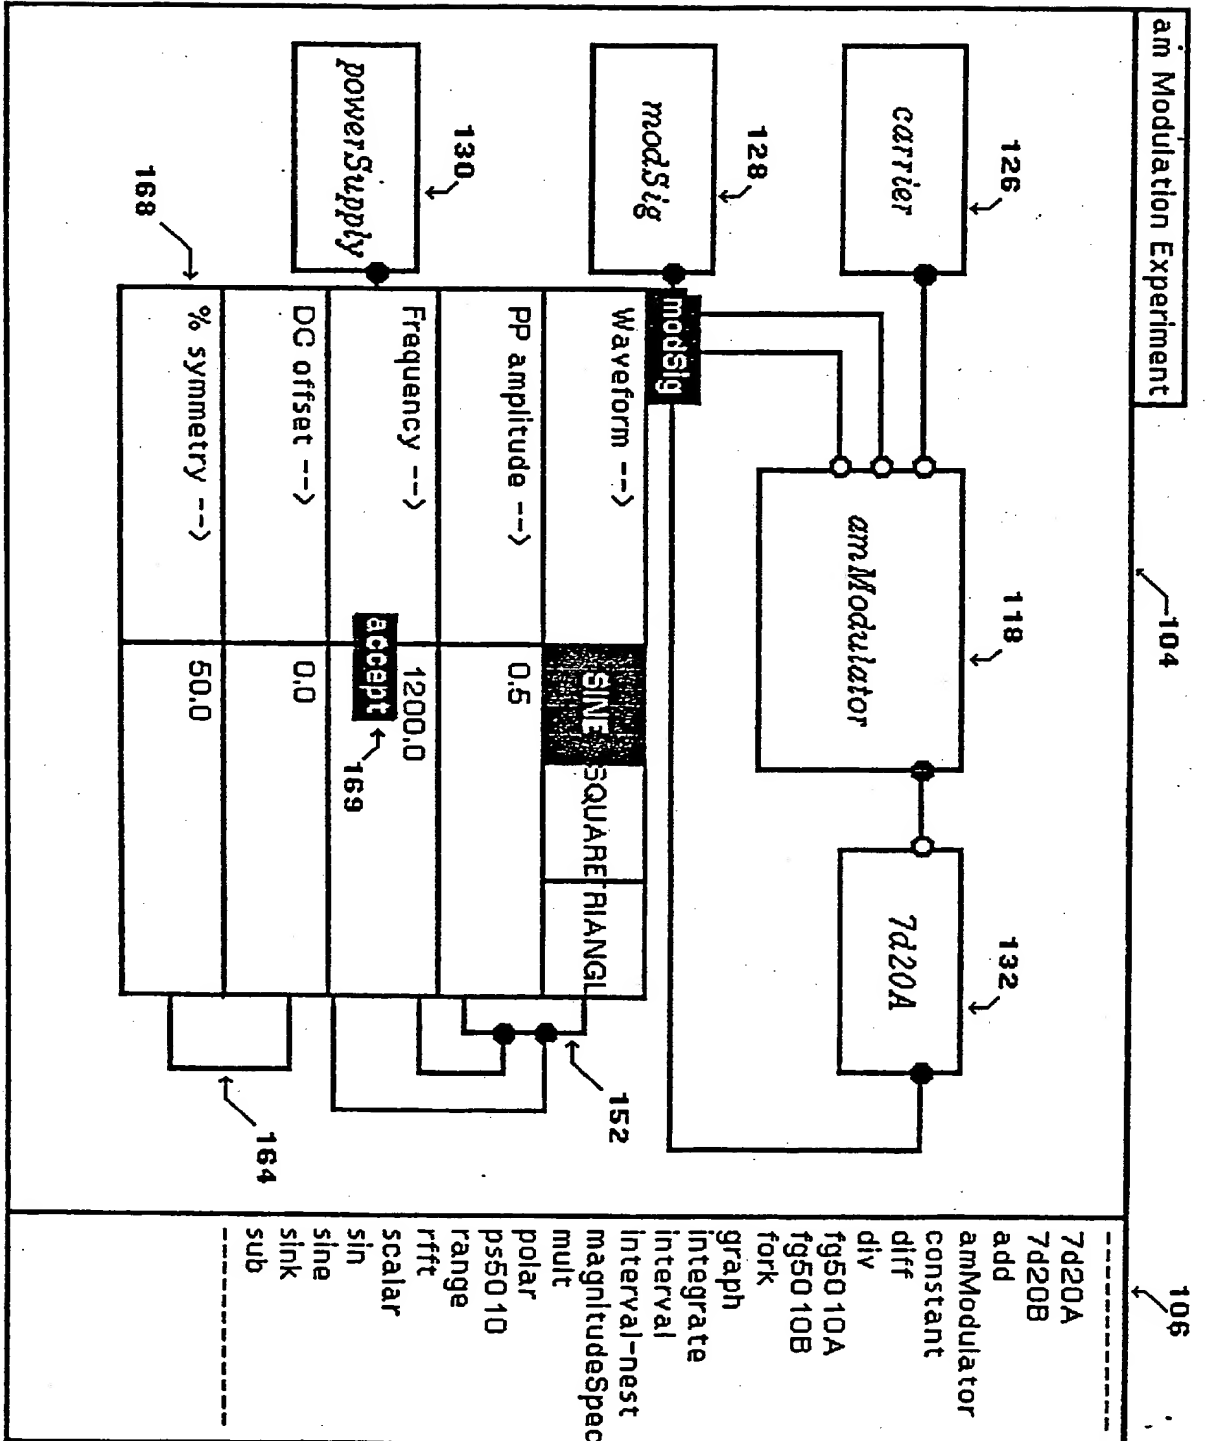 am Modulation Experiment
104
106
126
118
132
carrier
amModulator
7d20A
128
modSig
modSig
Waveform -->
SINE
SQUARE
TRIANGL
PP amplitude -->
0.5
152
130
powerSupply
Frequency -->
1200.0
accept
169
DC offset -->
0.0
164
168
% symmetry -->
50.0
----------
7d20A
7d20B
add
amModulator
constant
diff
div
fg5010A
fg5010B
fork
graph
integrate
interval
interval-nest
magnitudeSpec
mult
polar
ps5010
range
rfft
scalar
sin
sine
sink
sub
----------